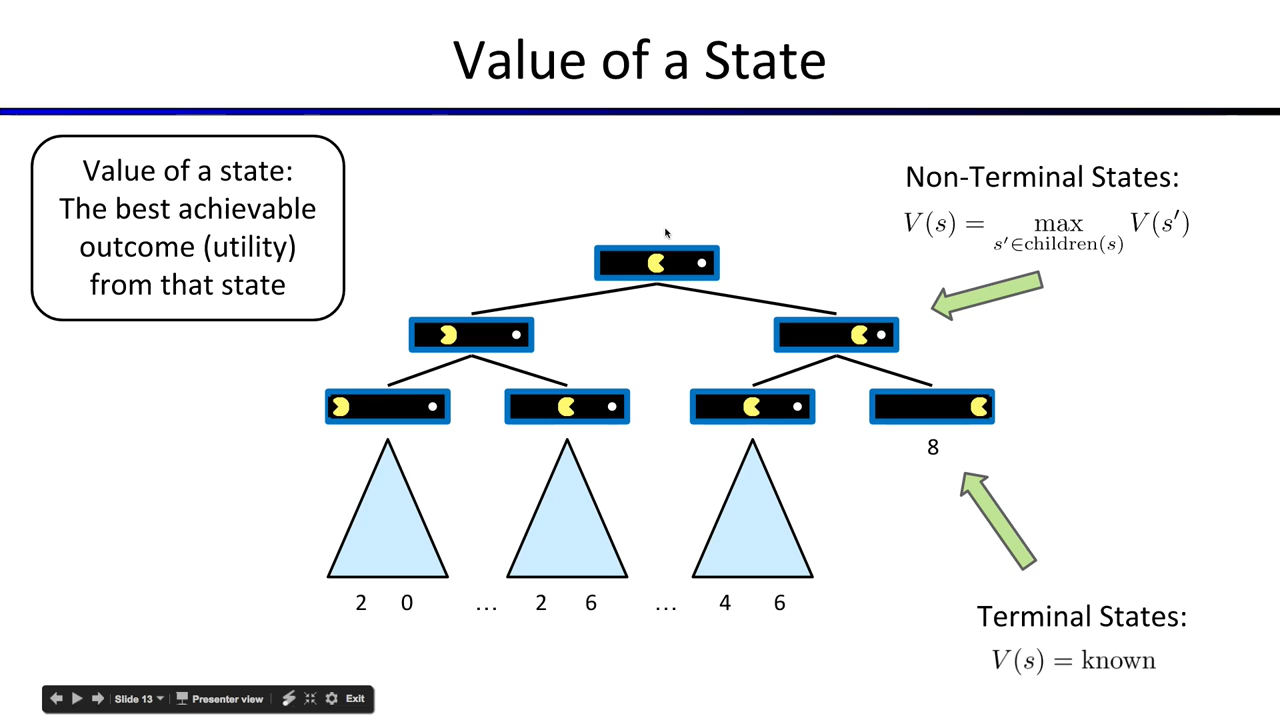 Value of a State
Value of a state:
The best achievable
outcome (utility)
from that state
Non-Terminal States:
V(s) = max V(s′)
s′∈children(s)
8
2 0 … 2 6 … 4 6
Terminal States:
V(s) = known
Slide 13
Presenter view
Exit